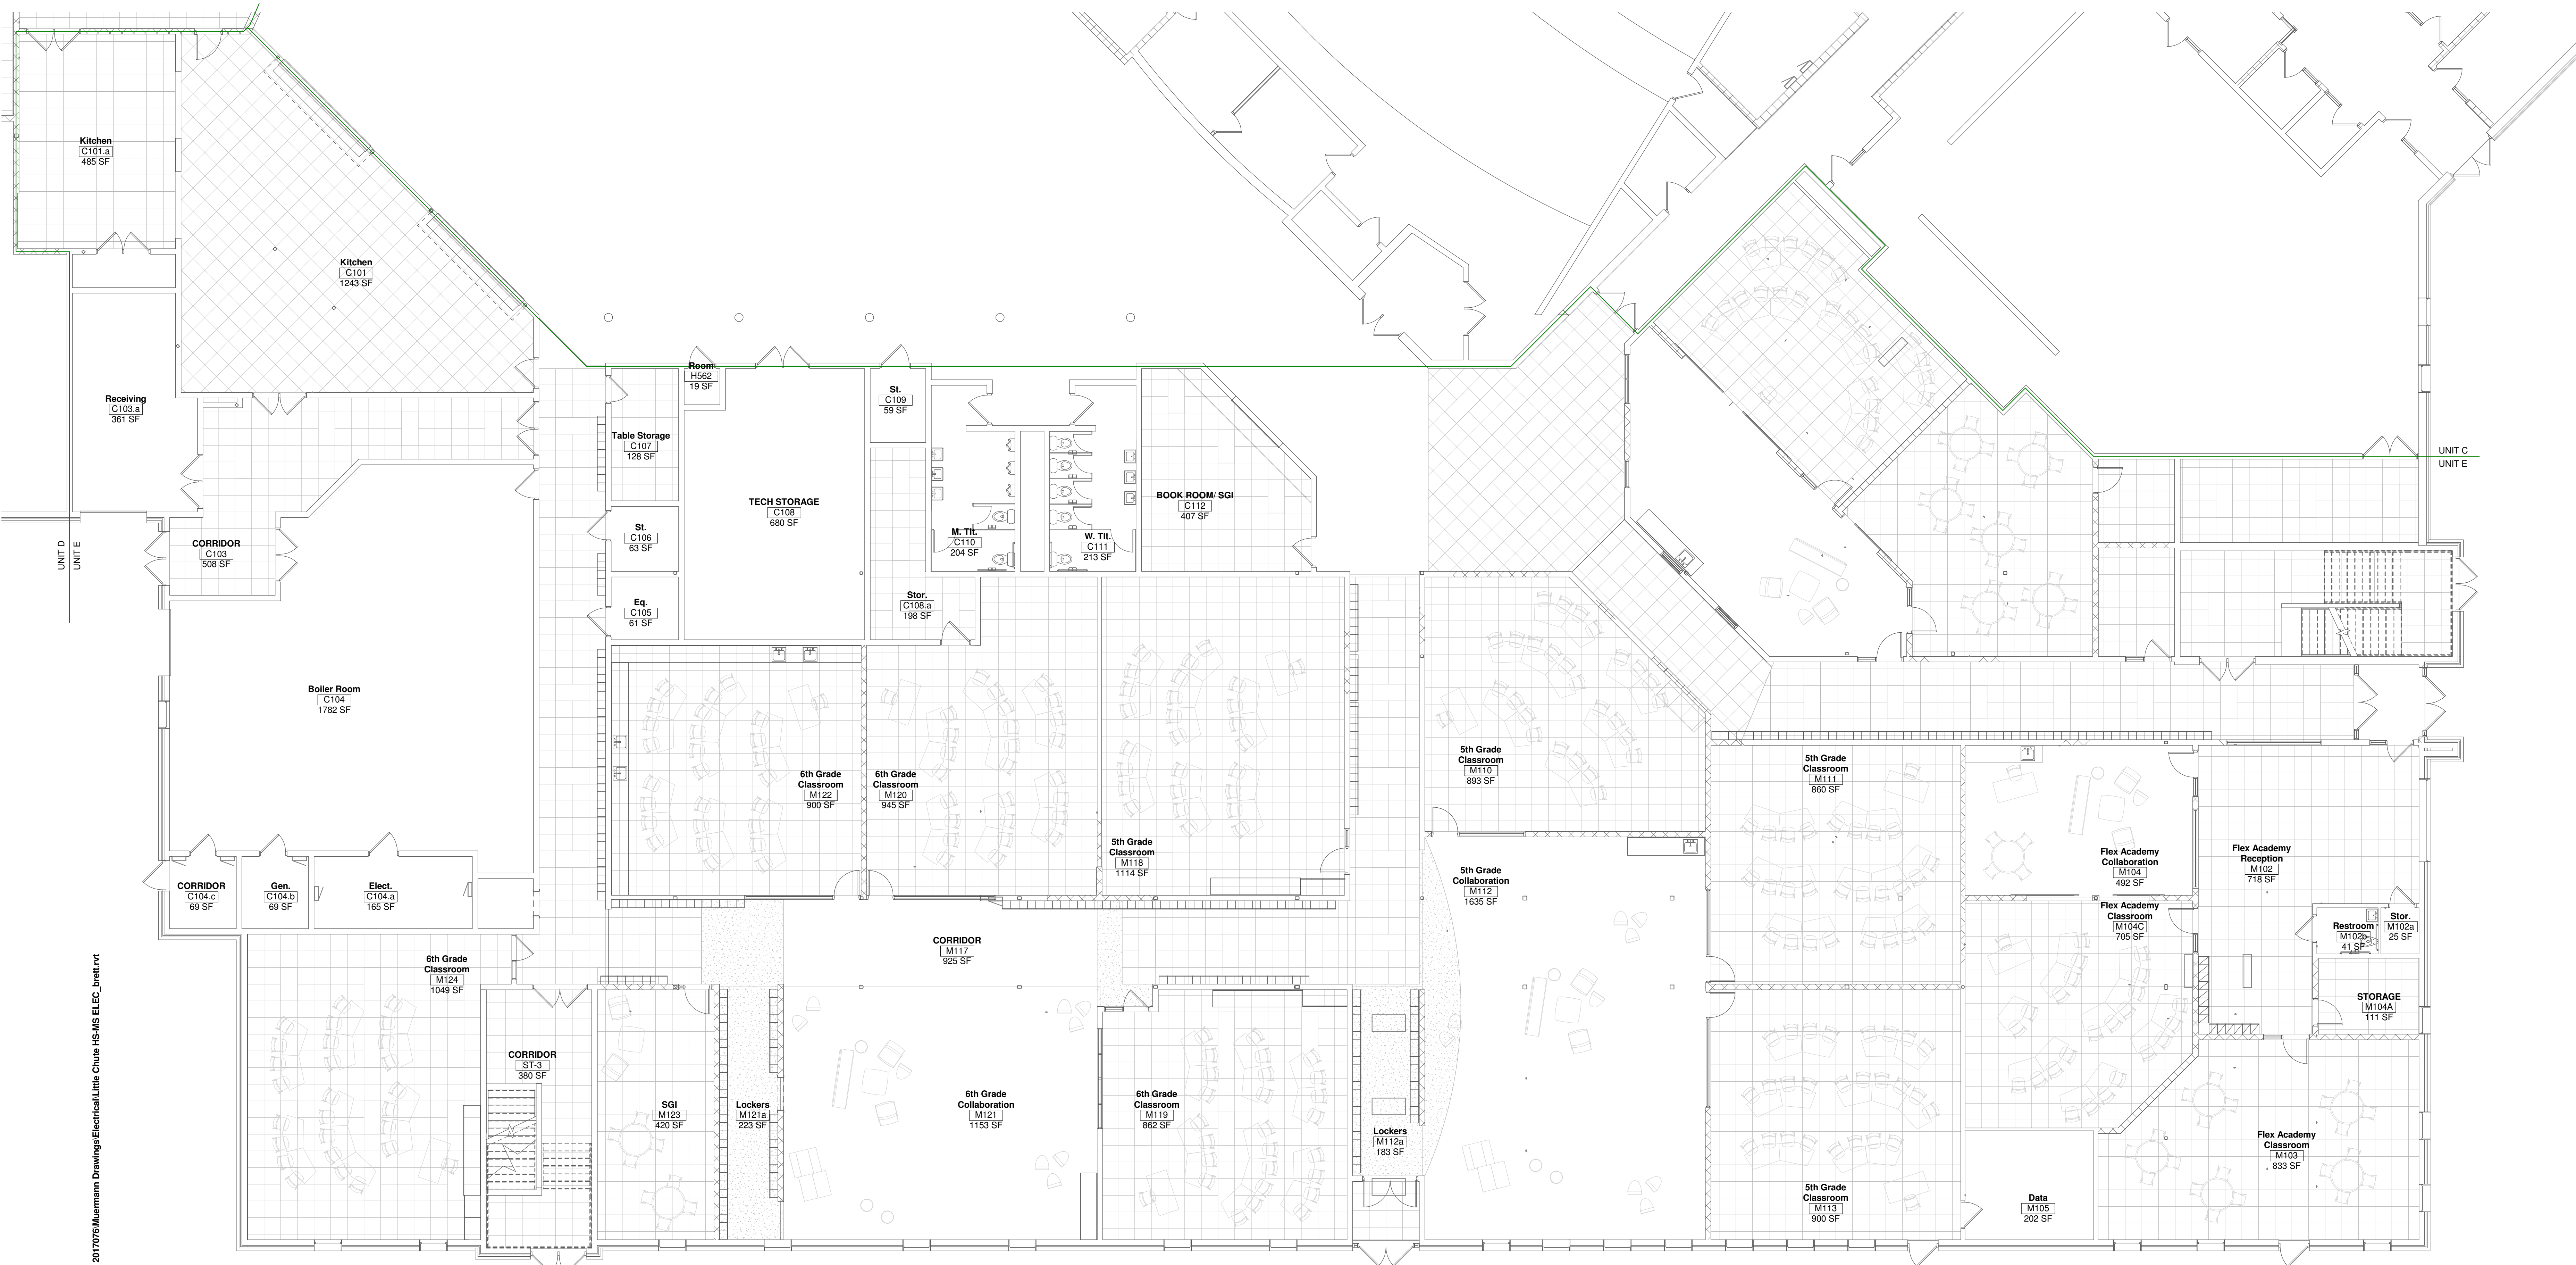 Kitchen
C101.a
485 SF
Kitchen
C101
1243 SF
Receiving
C103.a
361 SF
CORRIDOR
C103
508 SF
UNIT D
UNIT E
Boiler Room
C104
1782 SF
CORRIDOR
C104.c
69 SF
Gen.
C104.b
69 SF
Elect.
C104.a
165 SF
Room
H562
19 SF
Table Storage
C107
128 SF
St.
C106
63 SF
Eq.
C105
61 SF
TECH STORAGE
C108
680 SF
St.
C109
59 SF
Stor.
C108.a
198 SF
M. Tlt.
C110
204 SF
W. Tlt.
C111
213 SF
BOOK ROOM/ SGI
C112
407 SF
UNIT C
UNIT E
6th Grade
Classroom
M122
900 SF
6th Grade
Classroom
M120
945 SF
5th Grade
Classroom
M118
1114 SF
5th Grade
Classroom
M110
893 SF
5th Grade
Classroom
M111
860 SF
5th Grade
Collaboration
M112
1635 SF
Flex Academy
Collaboration
M104
492 SF
Flex Academy
Reception
M102
718 SF
Flex Academy
Classroom
M104C
705 SF
Restroom
M102b
41 SF
Stor.
M102a
25 SF
STORAGE
M104A
111 SF
CORRIDOR
M117
925 SF
6th Grade
Classroom
M124
1049 SF
CORRIDOR
ST-3
380 SF
SGI
M123
420 SF
Lockers
M121a
223 SF
6th Grade
Collaboration
M121
1153 SF
6th Grade
Classroom
M119
862 SF
Lockers
M112a
183 SF
5th Grade
Classroom
M113
900 SF
Data
M105
202 SF
Flex Academy
Classroom
M103
833 SF
20170706\Muermann Drawings\Electrical\Little Chute HS-MS ELEC_brett.rvt